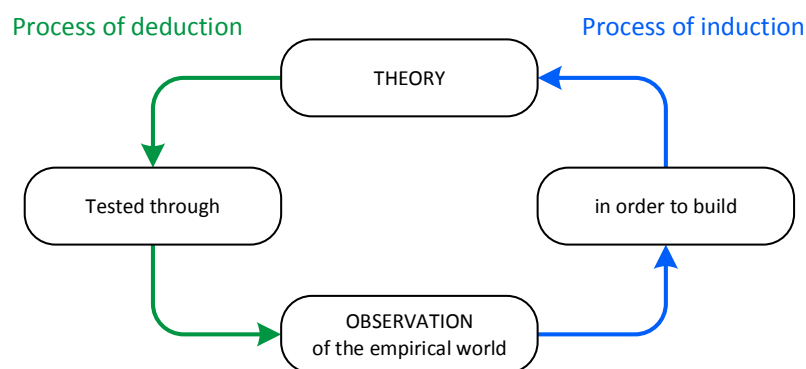 Process of deduction
Process of induction
THEORY
Tested through
in order to build
OBSERVATION
of the empirical world